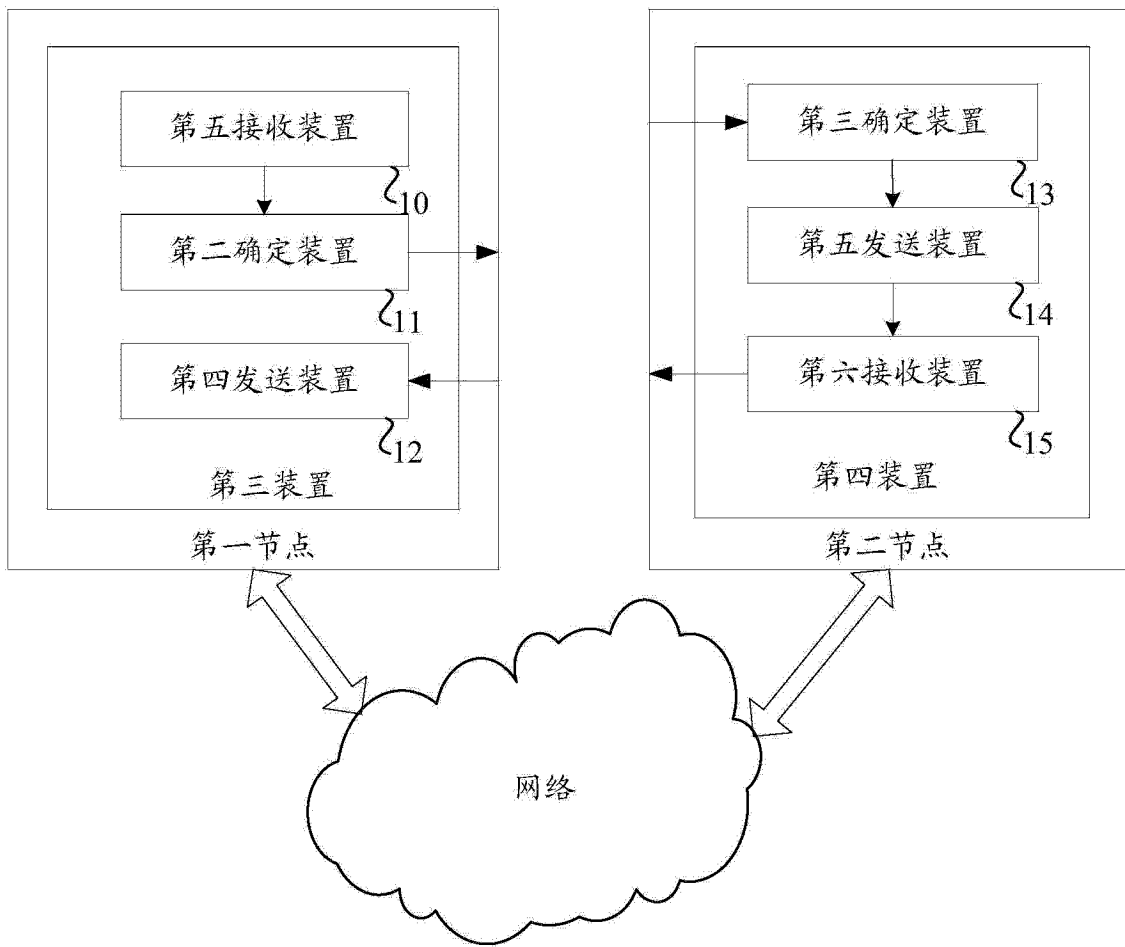 第五接收装置
10
第二确定装置
11
第四发送装置
12
第三装置
第一节点
第三确定装置
13
第五发送装置
14
第六接收装置
15
第四装置
第二节点
网络